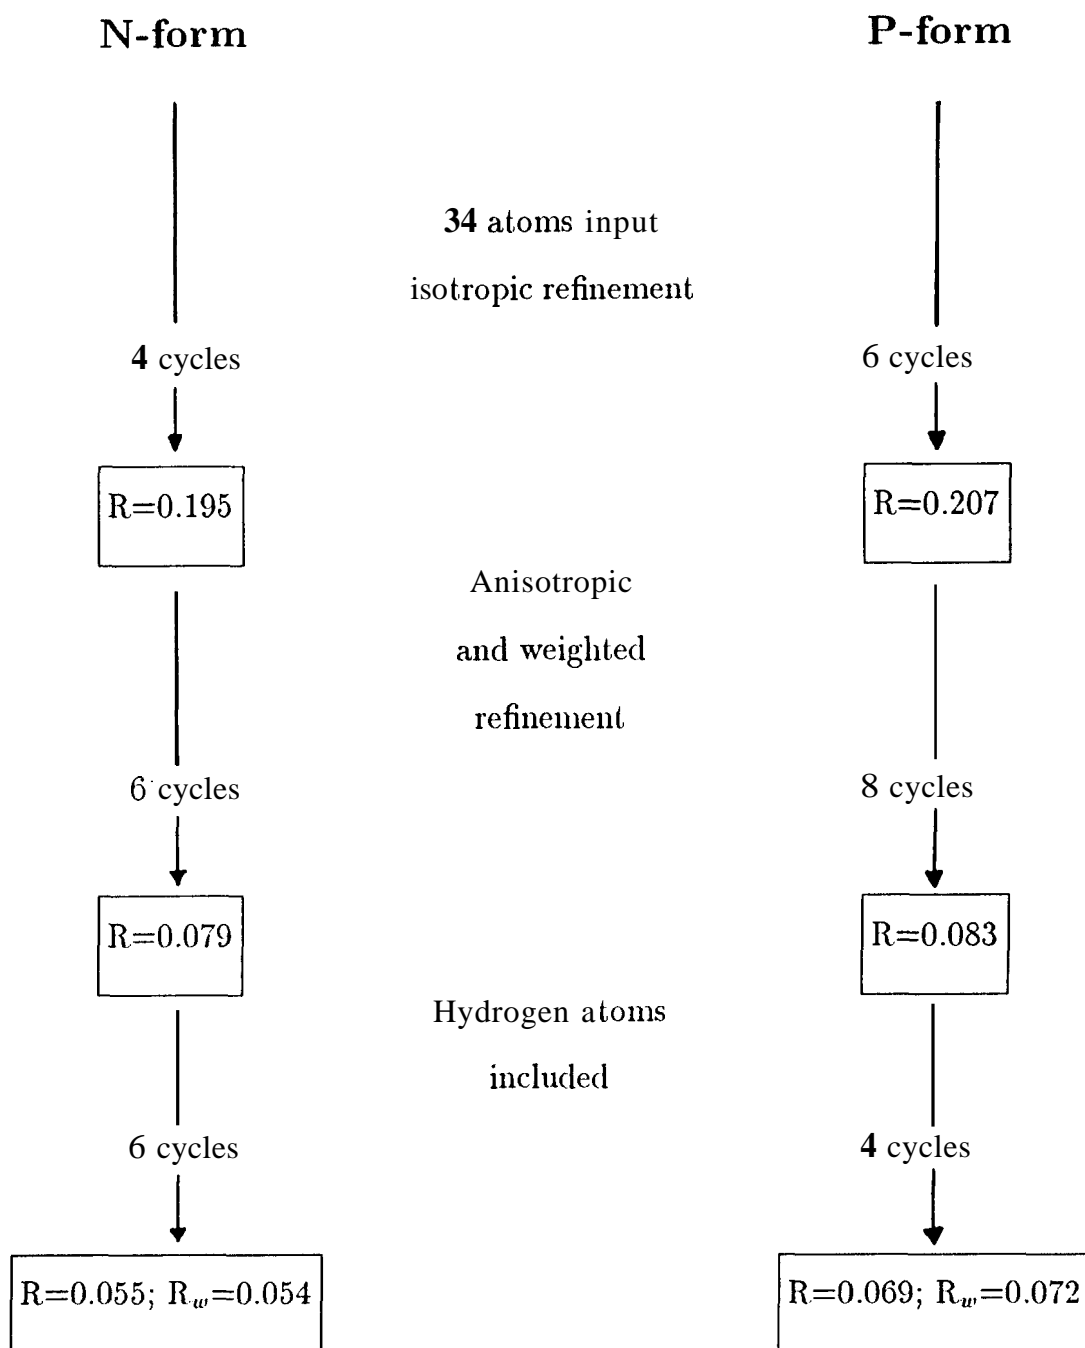 N-form
P-form
34 atoms input
isotropic refinement
4 cycles
6 cycles
R=0.195
R=0.207
Anisotropic
and weighted
refinement
6 cycles
8 cycles
R=0.079
R=0.083
Hydrogen atoms
included
6 cycles
4 cycles
R=0.055; Rw=0.054
R=0.069; Rw=0.072